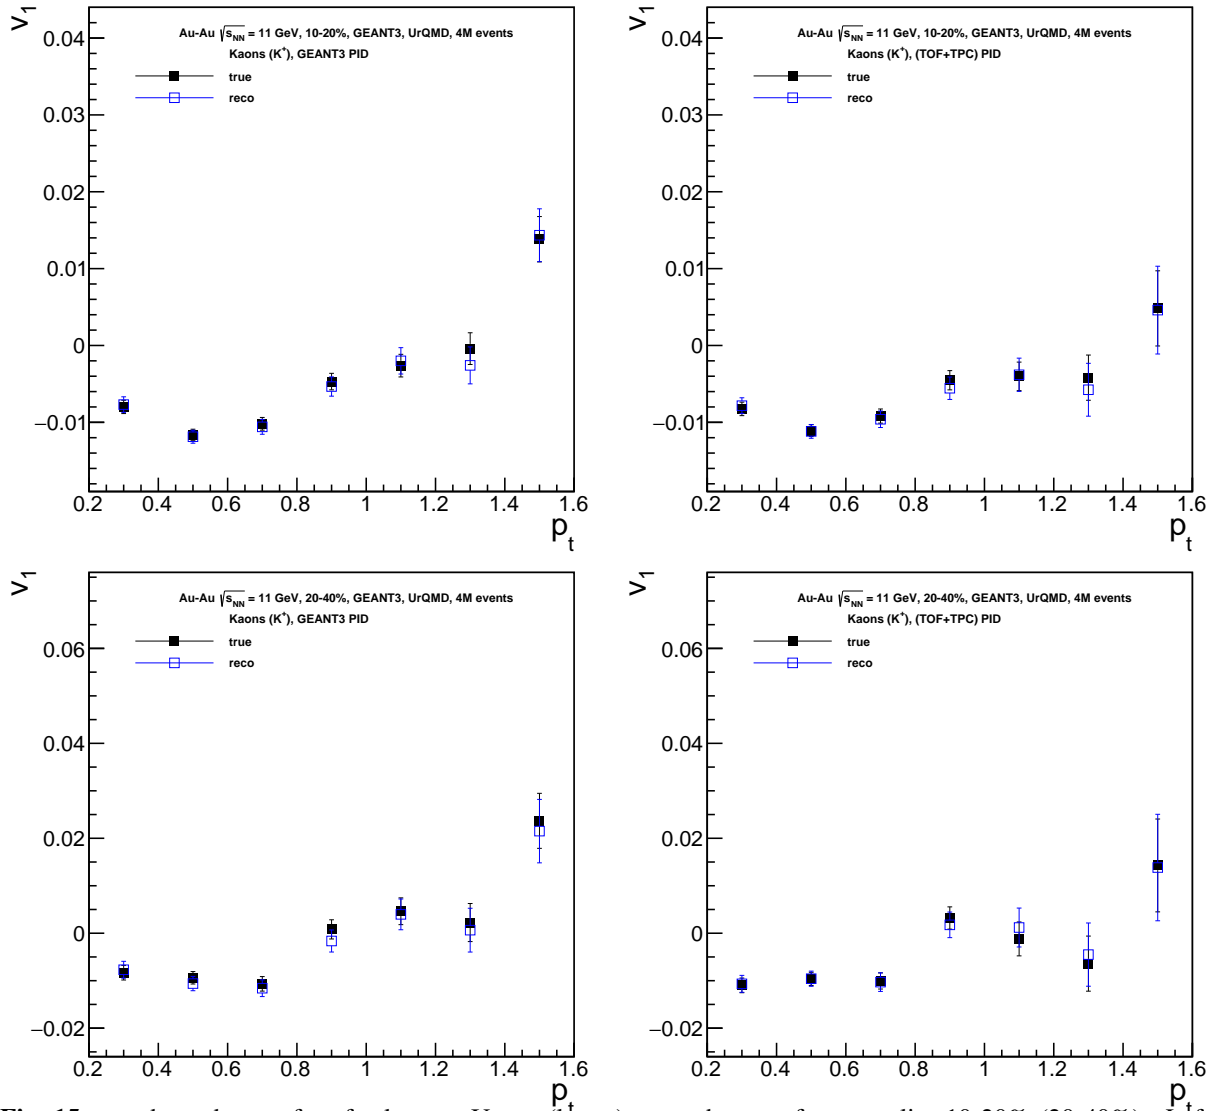 v1
Au-Au √sNN = 11 GeV, 10-20%, GEANT3, UrQMD, 4M events
Kaons (K+), GEANT3 PID
true
reco
0.04
0.03
0.02
0.01
0
−0.01
0.2 0.4 0.6 0.8 1 1.2 1.4 1.6
pt
v1
Au-Au √sNN = 11 GeV, 10-20%, GEANT3, UrQMD, 4M events
Kaons (K+), (TOF+TPC) PID
true
reco
0.04
0.03
0.02
0.01
0
−0.01
0.2 0.4 0.6 0.8 1 1.2 1.4 1.6
pt
v1
Au-Au √sNN = 11 GeV, 20-40%, GEANT3, UrQMD, 4M events
Kaons (K+), GEANT3 PID
true
reco
0.06
0.04
0.02
0
−0.02
0.2 0.4 0.6 0.8 1 1.2 1.4 1.6
pt
v1
Au-Au √sNN = 11 GeV, 20-40%, GEANT3, UrQMD, 4M events
Kaons (K+), (TOF+TPC) PID
true
reco
0.06
0.04
0.02
0
−0.02
0.2 0.4 0.6 0.8 1 1.2 1.4 1.6
pt